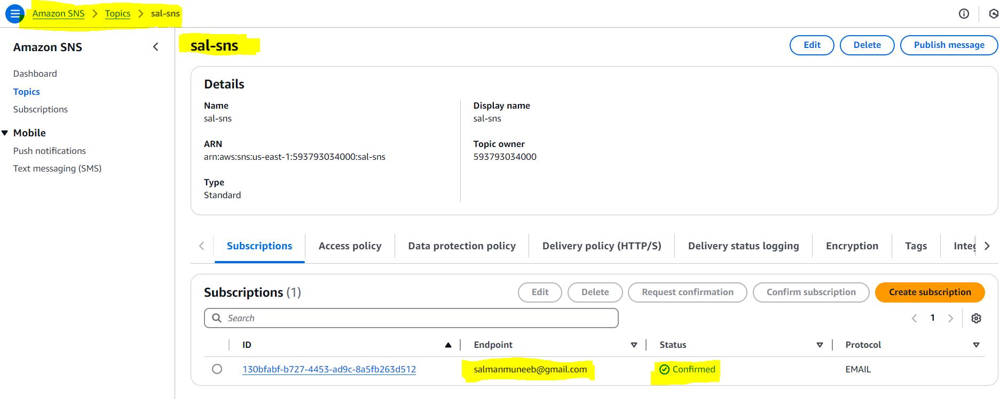 Amazon SNS > Topics > sal-sns
Amazon SNS
Dashboard
Topics
Subscriptions
Mobile
Push notifications
Text messaging (SMS)
sal-sns
Edit Delete Publish message
Details
Name
sal-sns
Display name
sal-sns
ARN
arn:aws:sns:us-east-1:593793034000:sal-sns
Topic owner
593793034000
Type
Standard
Subscriptions Access policy Data protection policy Delivery policy (HTTP/S) Delivery status logging Encryption Tags Integ
Subscriptions (1)
Edit Delete Request confirmation Confirm subscription Create subscription
Search
1
ID Endpoint Status Protocol
130bfabf-b727-4453-ad9c-8a5fb263d512 salmanmuneeb@gmail.com Confirmed EMAIL